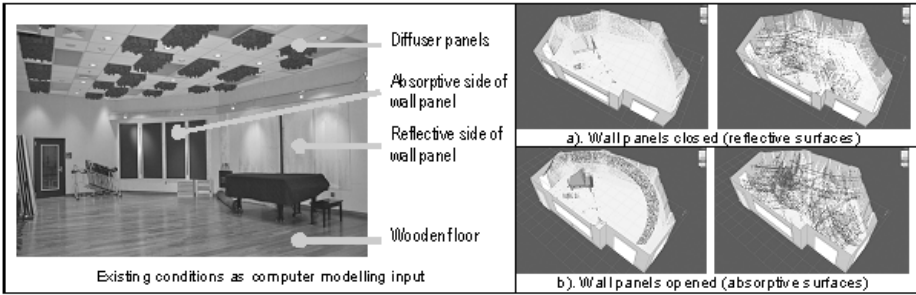 Diffuser panels
Absorptive side of
wall panel
Reflective side of
wall panel
Wooden floor
Existing conditions as computer modelling input
a). Wall panels closed (reflective surfaces)
b). Wall panels opened (absorptive surfaces)